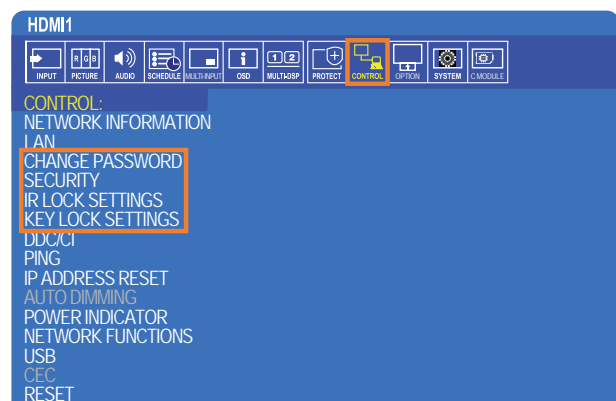 HDMI1
R G B 1 2
INPUT PICTURE AUDIO SCHEDULE MULTI-INPUT OSD MULTI-DSP PROTECT CONTROL OPTION SYSTEM C MODULE
CONTROL:
NETWORK INFORMATION
LAN
CHANGE PASSWORD
SECURITY
IR LOCK SETTINGS
KEY LOCK SETTINGS
DDC/CI
PING
IP ADDRESS RESET
AUTO DIMMING
POWER INDICATOR
NETWORK FUNCTIONS
USB
CEC
RESET